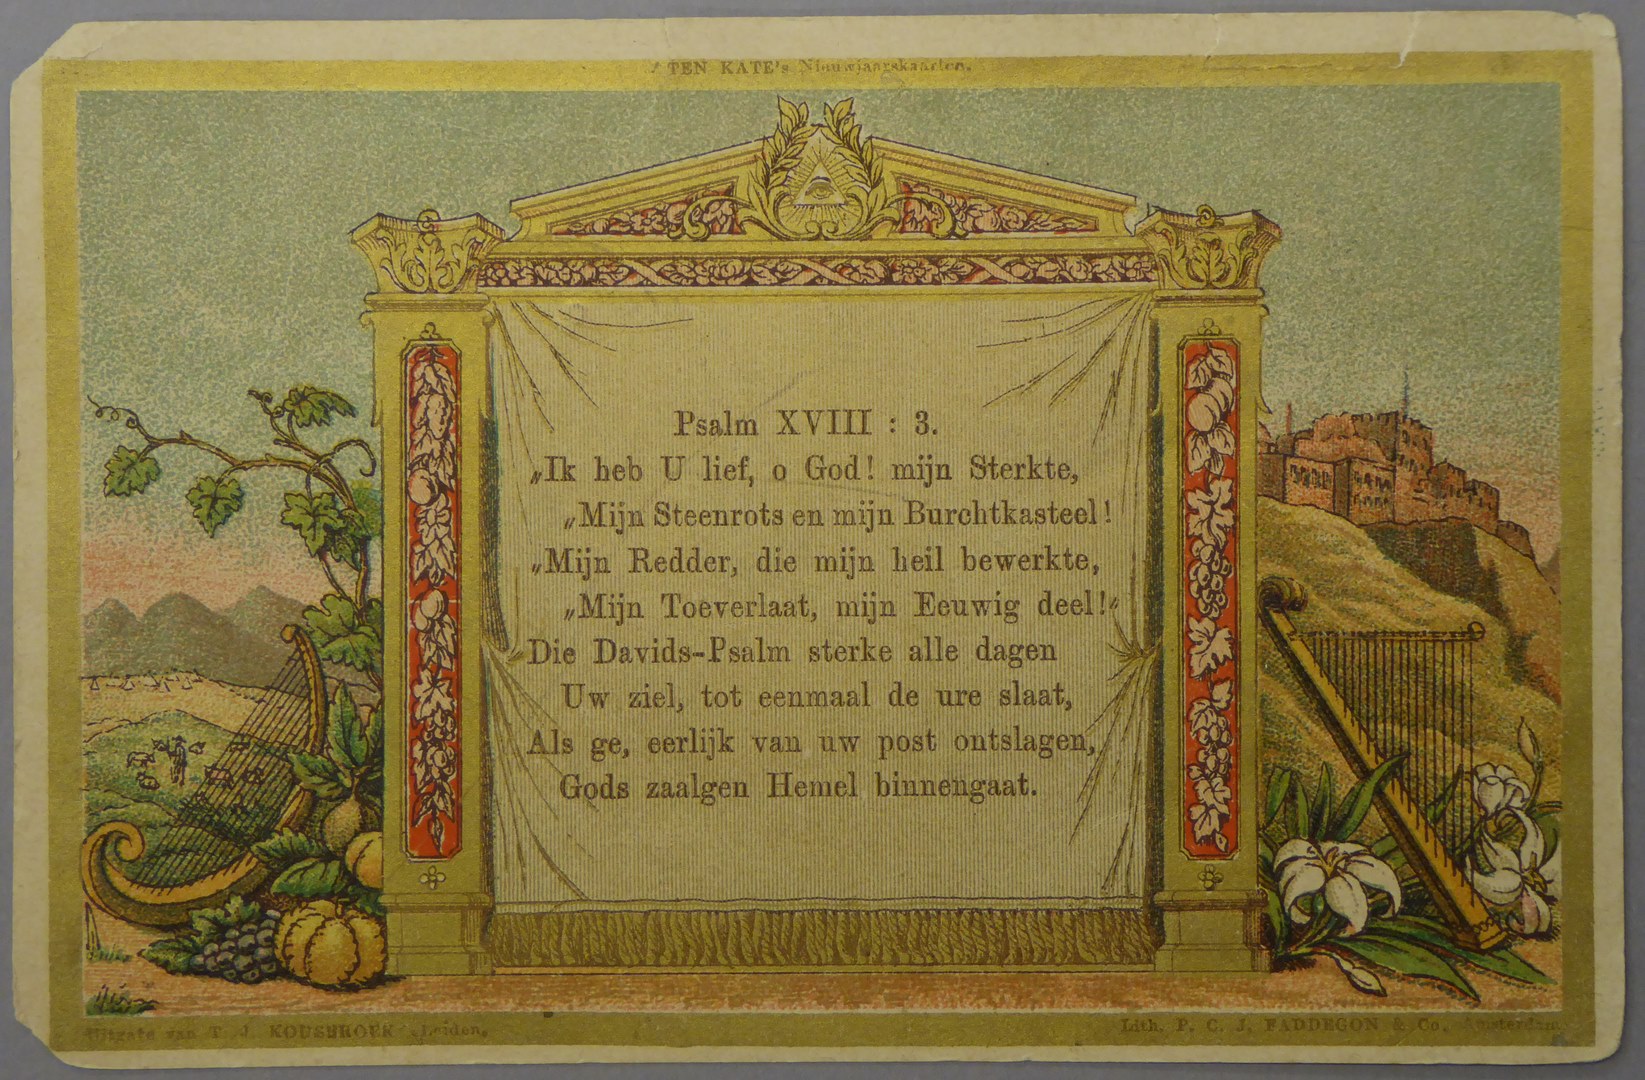 TEN KATE's Nieuwjaarskaarten.
Psalm XVIII : 3.
„Ik heb U lief, o God! mijn Sterkte,
„Mijn Steenrots en mijn Burchtkasteel!
„Mijn Redder, die mijn heil bewerkte,
„Mijn Toeverlaat, mijn Eeuwig deel!“
Die Davids-Psalm sterke alle dagen
Uw ziel, tot eenmaal de ure slaat,
Als ge, eerlijk van uw post ontslagen,
Gods zaalgen Hemel binnengaat.
Uitgate van T. J. KOUSBROEK Leiden.
Lith. P. C. J. FADDEGON & Co. Amsterdam